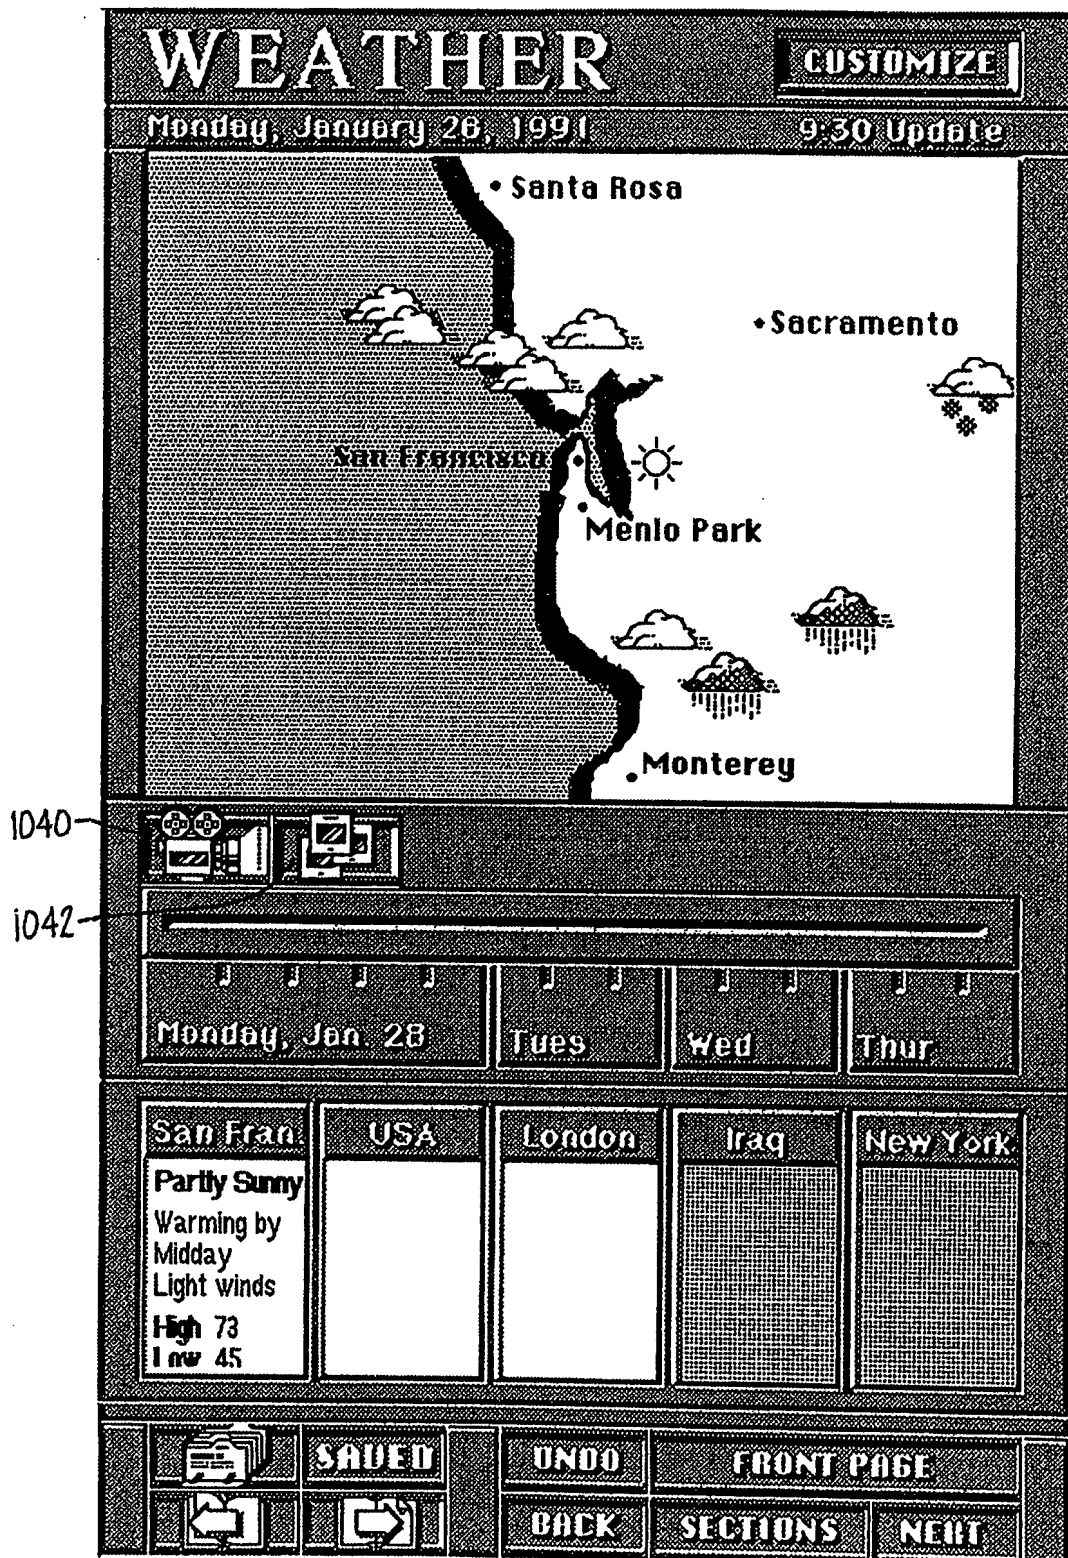 WEATHER
CUSTOMIZE
Monday, January 28, 1991
9:30 Update
Santa Rosa
Sacramento
San Francisco
Menlo Park
Monterey
1040
1042
Monday, Jan. 28
Tues
Wed
Thur
San Fran.
USA
London
Iraq
New York
Partly Sunny
Warming by
Midday
Light winds
High 73
Low 45
SAVED
UNDO
FRONT PAGE
BACK
SECTIONS
NEXT